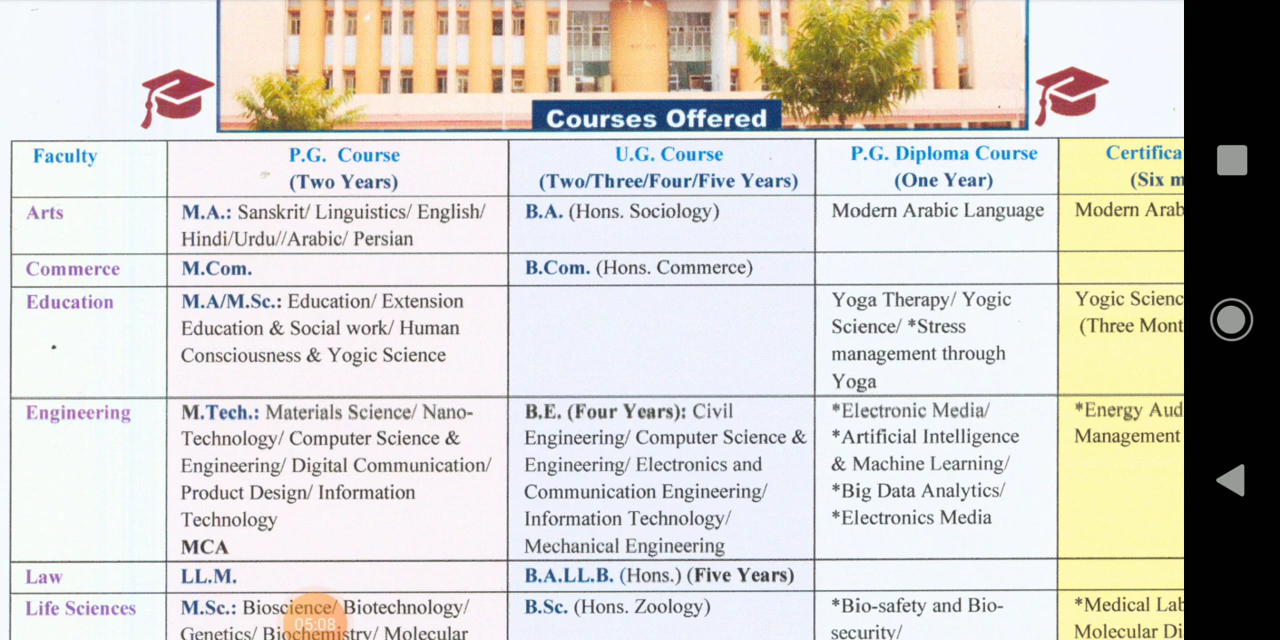 Courses Offered
Faculty
P.G. Course
(Two Years)
U.G. Course
(Two/Three/Four/Five Years)
P.G. Diploma Course
(One Year)
Certifica
(Six m
Arts
M.A.: Sanskrit/ Linguistics/ English/
Hindi/Urdu//Arabic/ Persian
B.A. (Hons. Sociology)
Modern Arabic Language
Modern Arab
Commerce
M.Com.
B.Com. (Hons. Commerce)
Education
M.A/M.Sc.: Education/ Extension
Education & Social work/ Human
Consciousness & Yogic Science
Yoga Therapy/ Yogic
Science/ *Stress
management through
Yoga
Yogic Scienc
(Three Mont
Engineering
M.Tech.: Materials Science/ Nano-
Technology/ Computer Science &
Engineering/ Digital Communication/
Product Design/ Information
Technology
MCA
B.E. (Four Years): Civil
Engineering/ Computer Science &
Engineering/ Electronics and
Communication Engineering/
Information Technology/
Mechanical Engineering
*Electronic Media/
*Artificial Intelligence
& Machine Learning/
*Big Data Analytics/
*Electronics Media
*Energy Aud
Management
Law
LL.M.
B.A.LL.B. (Hons.) (Five Years)
Life Sciences
M.Sc.: Bioscience/ Biotechnology/
Genetics/ Biochemistry/ Molecular
B.Sc. (Hons. Zoology)
*Bio-safety and Bio-
security/
*Medical Lab
Molecular Di
05:08